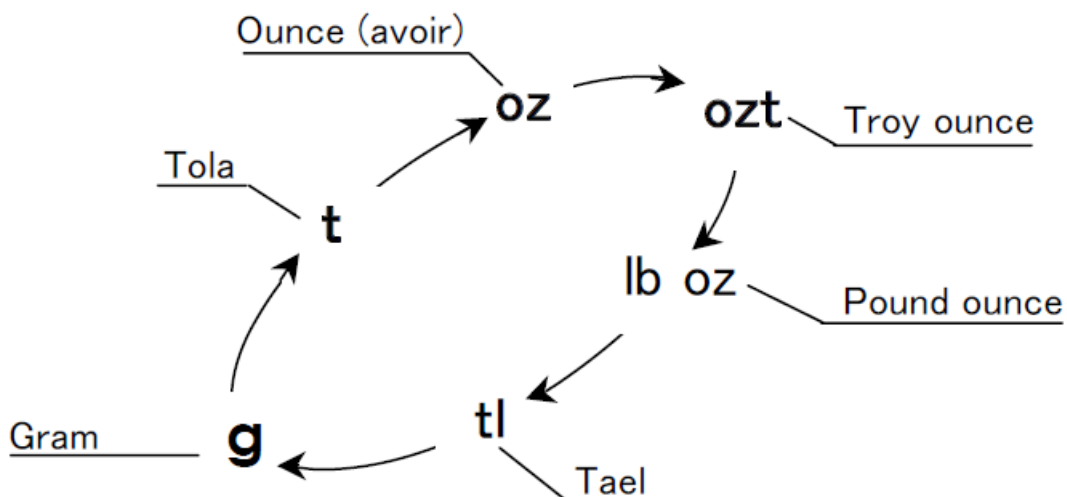 Ounce (avoir)
oz
ozt
Troy ounce
Tola
t
lb oz
Pound ounce
tl
Gram
g
Tael